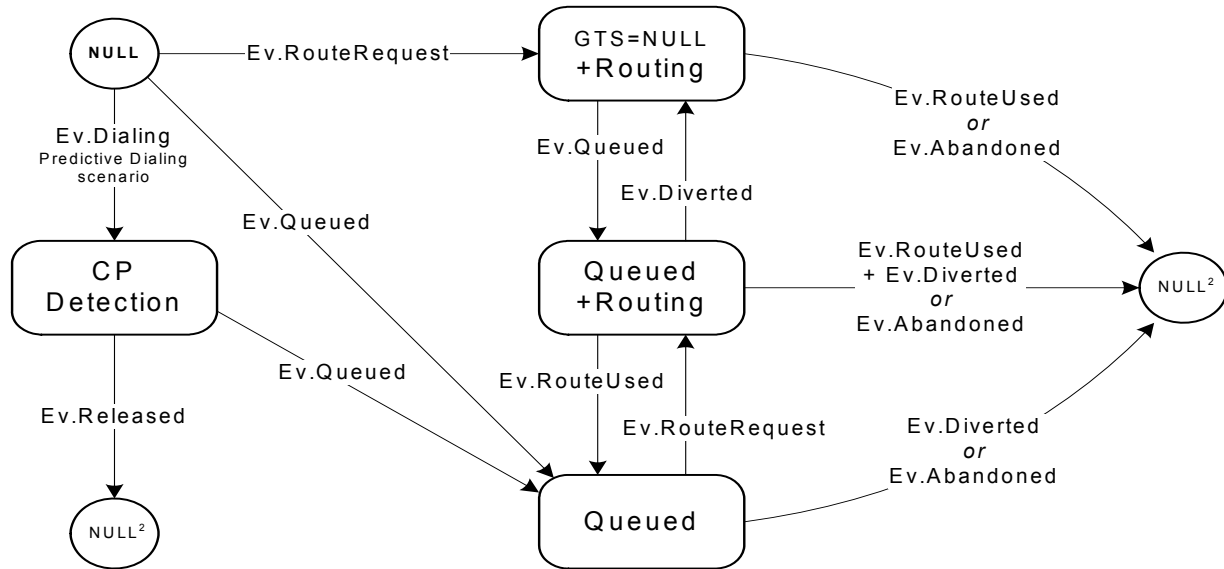 NULL
Ev.RouteRequest
GTS=NULL
+Routing
Ev.RouteUsed
or
Ev.Abandoned
Ev.Dialing
Predictive Dialing
scenario
Ev.Queued
Ev.Diverted
Ev.Queued
CP
Detection
Queued
+Routing
Ev.RouteUsed
+ Ev.Diverted
or
Ev.Abandoned
NULL²
Ev.Queued
Ev.RouteUsed
Ev.Released
Ev.RouteRequest
Ev.Diverted
or
Ev.Abandoned
NULL²
Queued